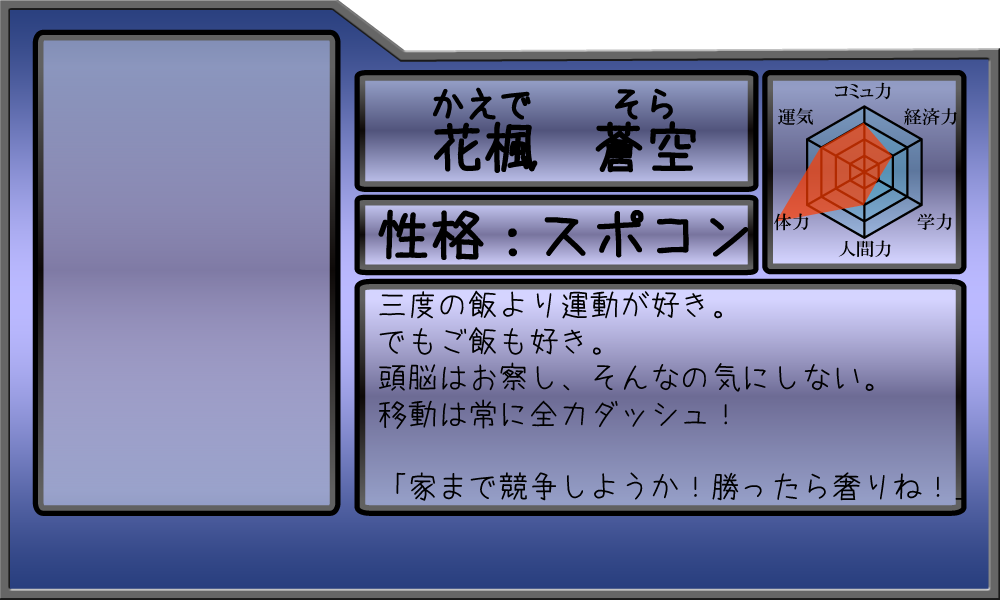 かえで そら
花楓 蒼空
性格：スポコン
コミュ力
運気
経済力
体力
学力
人間力
三度の飯より運動が好き。
でもご飯も好き。
頭脳はお察し、そんなの気にしない。
移動は常に全力ダッシュ！
「家まで競争しようか！勝ったら奢りね！」